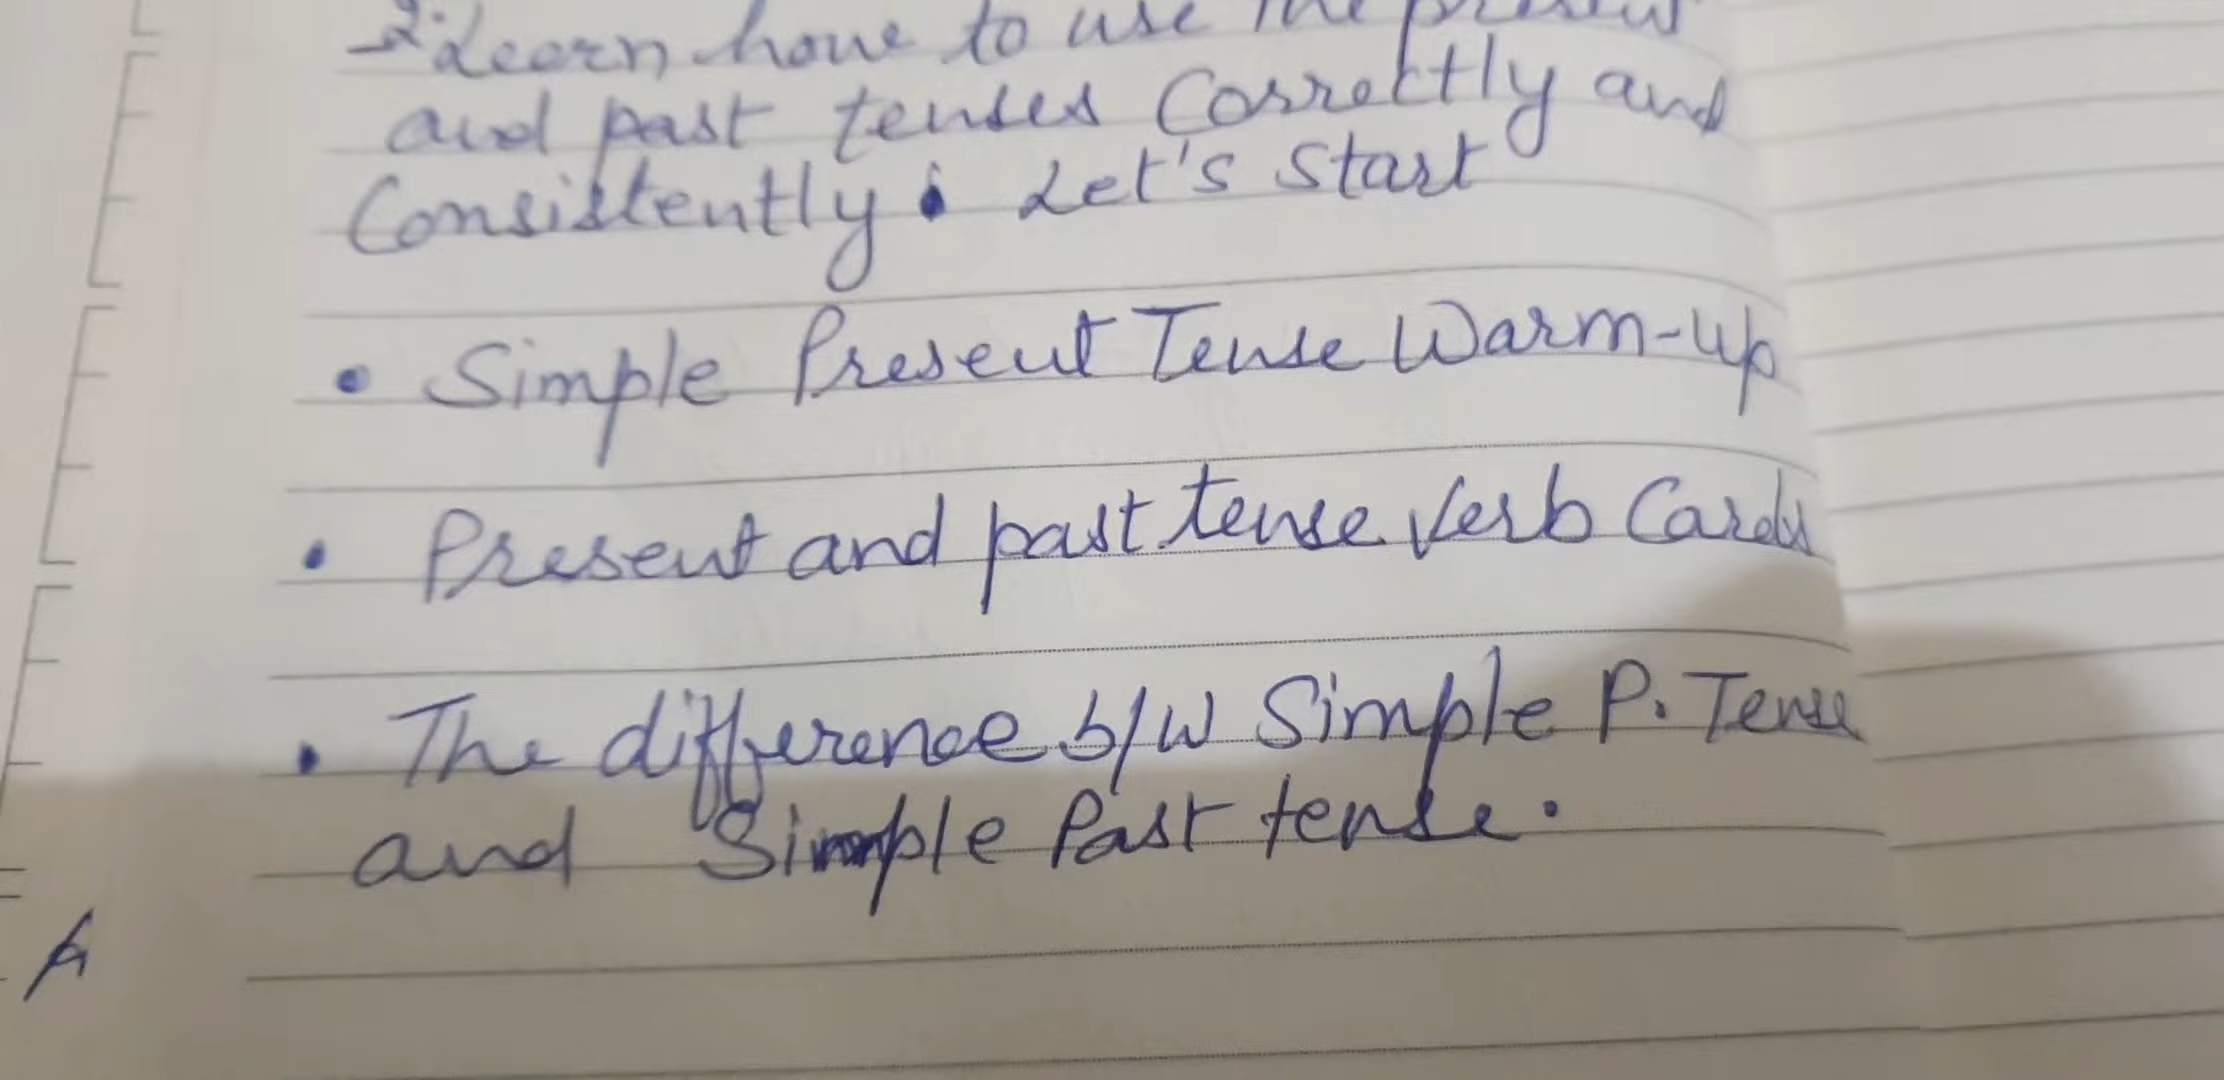 Learn how to use the present
and past tenses Correctly and
Consistently. Let's start
• Simple Present Tense Warm-up
• Present and past tense Verb Cards
• The difference b/w Simple P. Tense
and Simple Past tense.